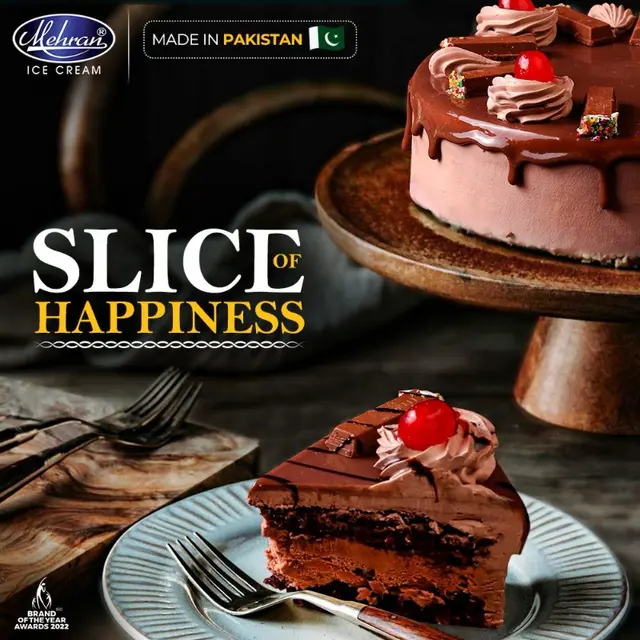 Mehran®
ICE CREAM
MADE IN PAKISTAN
SLICE OF
HAPPINESS
BRAND
OF THE YEAR
AWARDS 2022